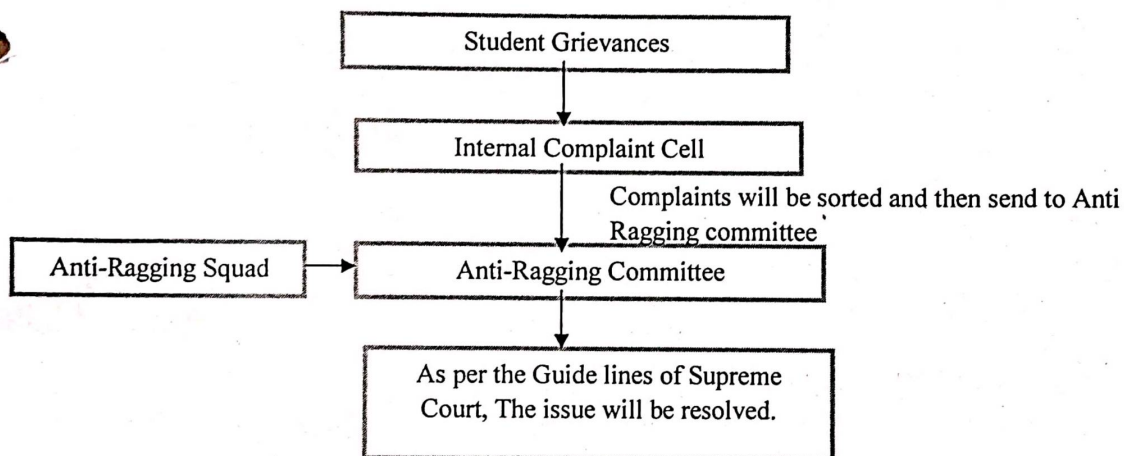 Student Grievances
Internal Complaint Cell
Complaints will be sorted and then send to Anti
Ragging committee
Anti-Ragging Squad
Anti-Ragging Committee
As per the Guide lines of Supreme
Court, The issue will be resolved.